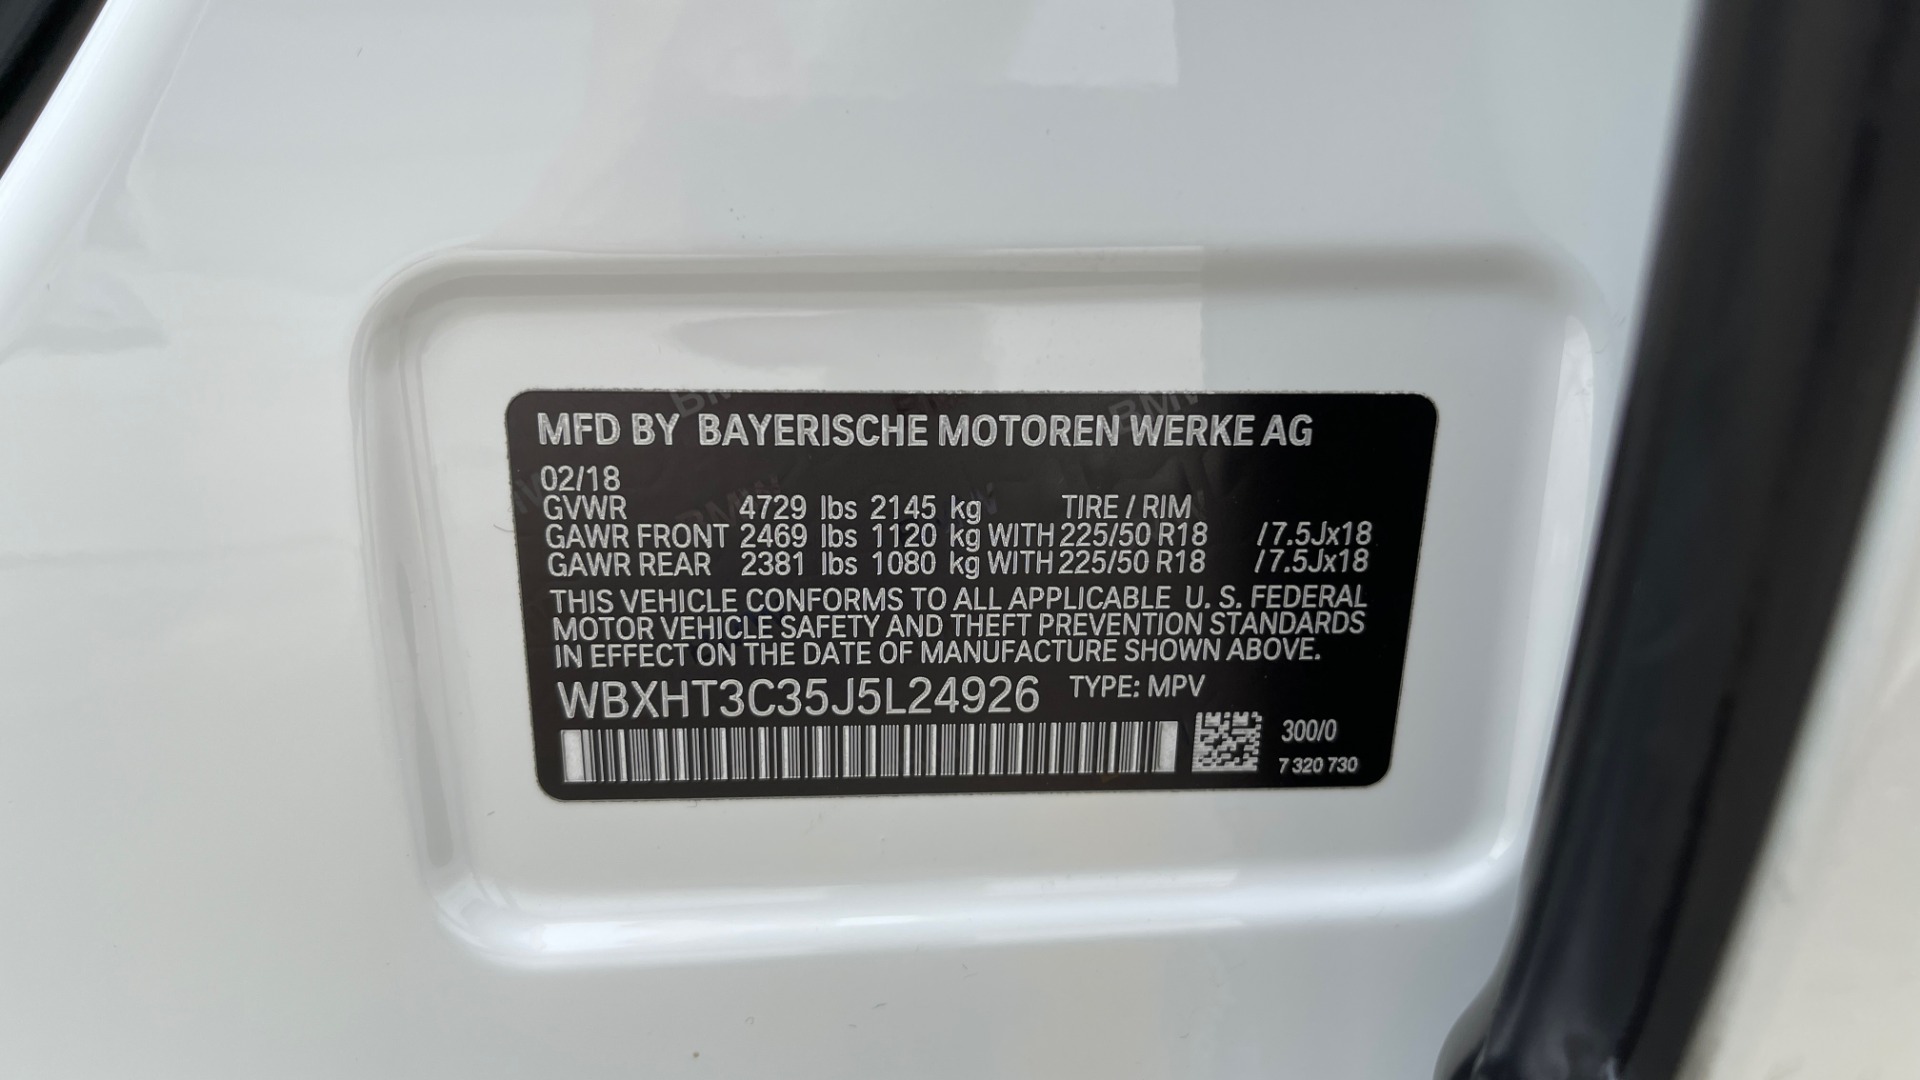 MFD BY BAYERISCHE MOTOREN WERKE AG
02/18
GVWR 4729 lbs 2145 kg TIRE / RIM
GAWR FRONT 2469 lbs 1120 kg WITH 225/50 R18 /7.5Jx18
GAWR REAR 2381 lbs 1080 kg WITH 225/50 R18 /7.5Jx18
THIS VEHICLE CONFORMS TO ALL APPLICABLE U. S. FEDERAL
MOTOR VEHICLE SAFETY AND THEFT PREVENTION STANDARDS
IN EFFECT ON THE DATE OF MANUFACTURE SHOWN ABOVE.
WBXHT3C35J5L24926 TYPE: MPV
300/0
7 320 730